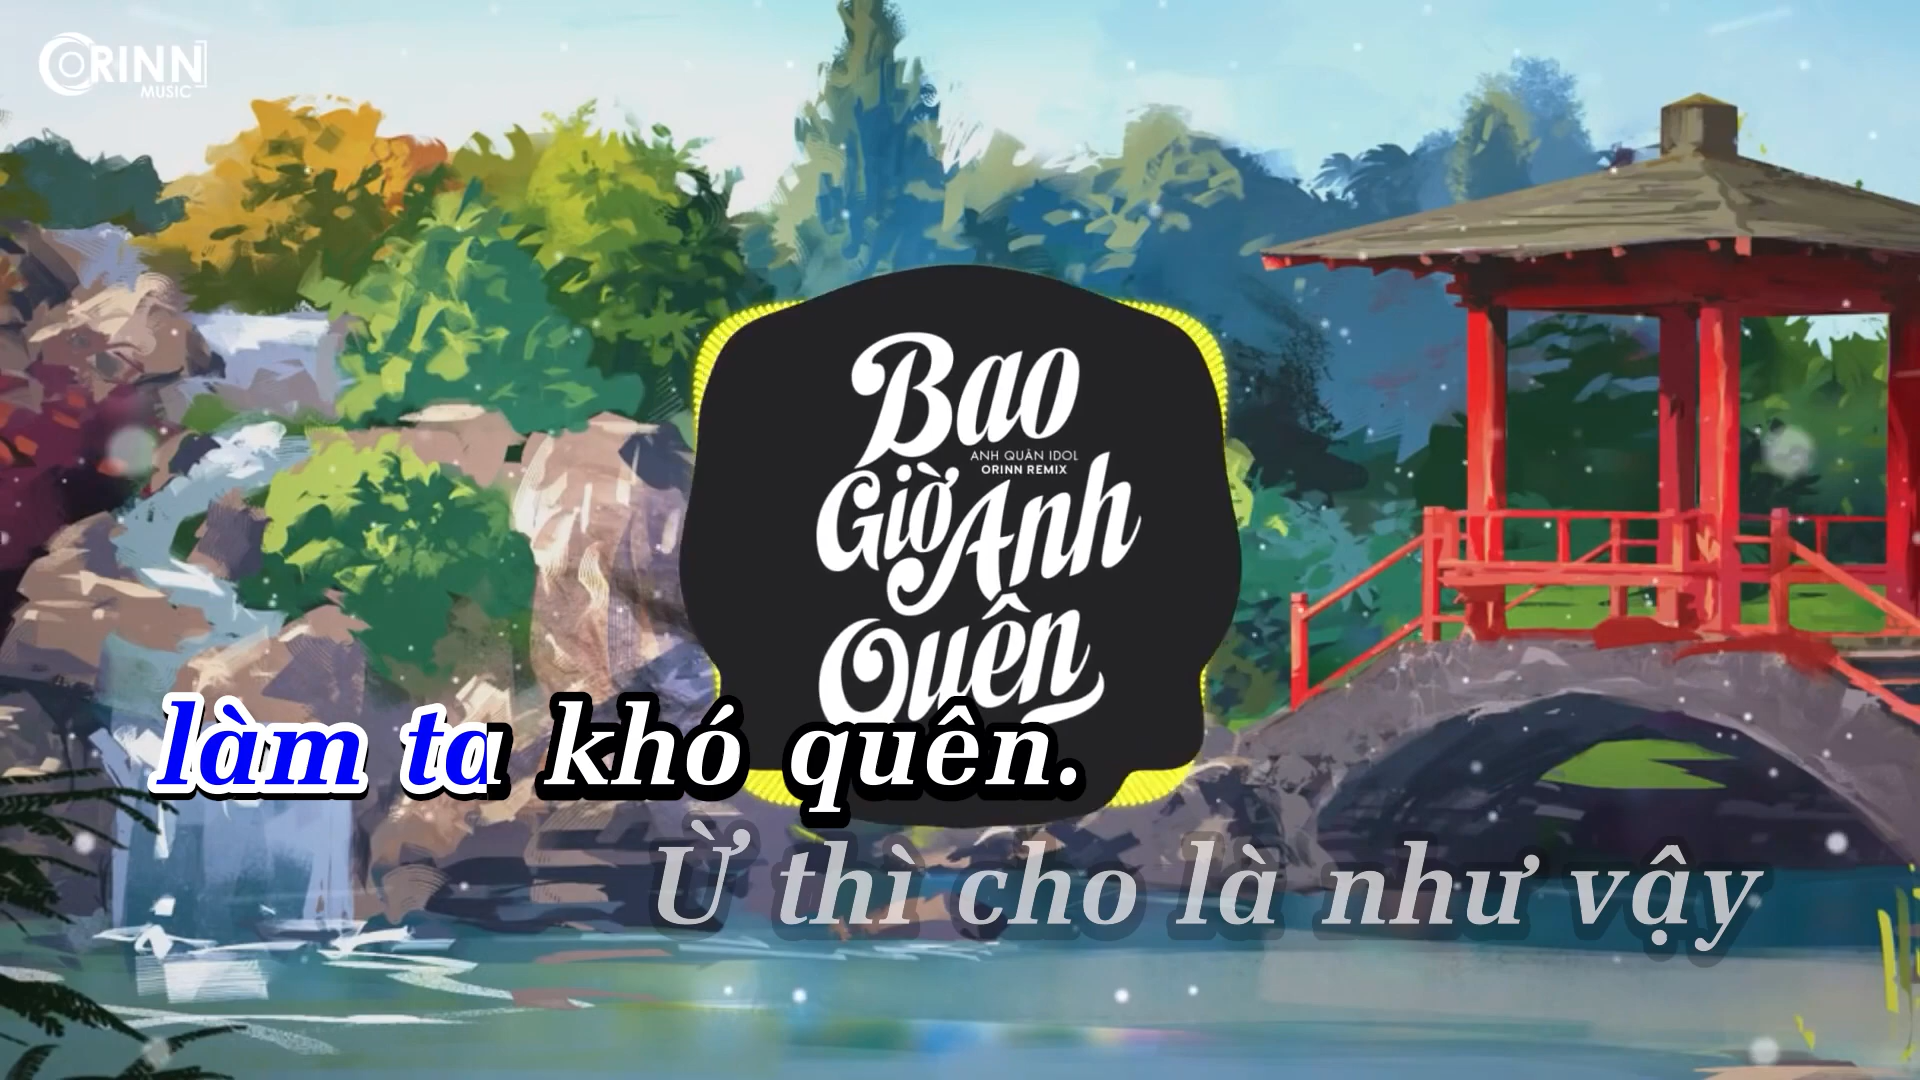 ORINN
MUSIC
Bao
ANH QUÂN IDOL
ORINN REMIX
Giờ Anh
Quên
làm ta khó quên.
Ừ thì cho là như vậy